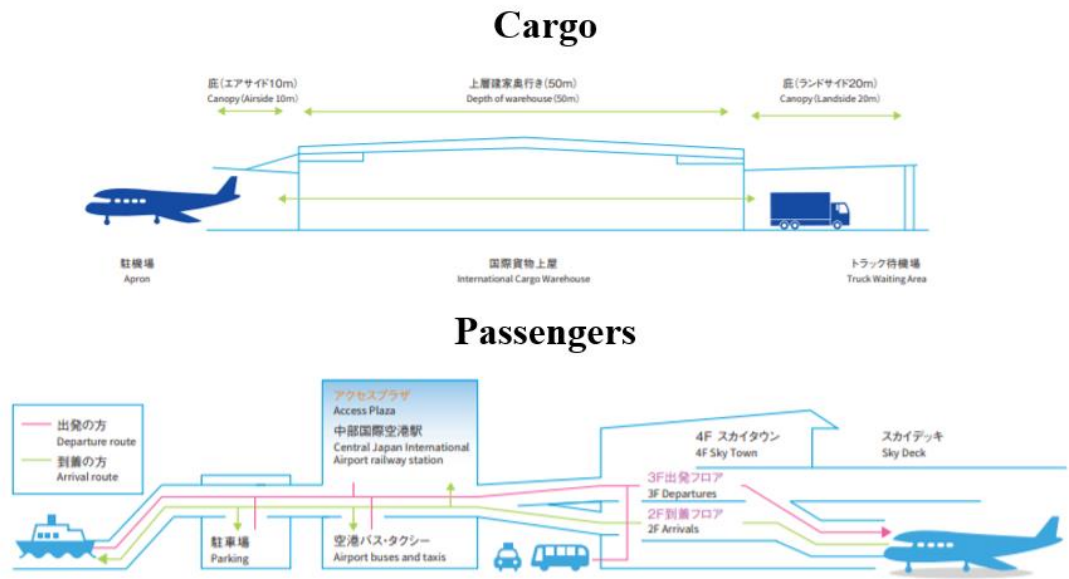 Cargo
庇(エアサイド10m)
Canopy (Airside 10m)
上層建家奥行き(50m)
Depth of warehouse (50m)
庇(ランドサイド20m)
Canopy (Landside 20m)
駐機場
Apron
国際貨物上屋
International Cargo Warehouse
トラック待機場
Truck Waiting Area
Passengers
出発の方
Departure route
到着の方
Arrival route
アクセスプラザ
Access Plaza
中部国際空港駅
Central Japan International
Airport railway station
4F スカイタウン
4F Sky Town
スカイデッキ
Sky Deck
3F出発フロア
3F Departures
2F到着フロア
2F Arrivals
駐車場
Parking
空港バス・タクシー
Airport buses and taxis